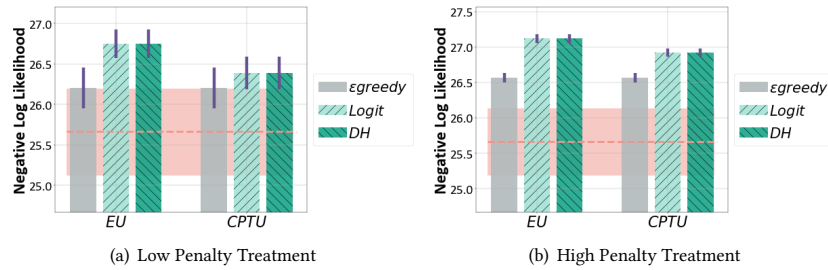 27.0
26.5
26.0
25.5
25.0
Negative Log Likelihood
EU
CPTU
εgreedy
Logit
DH
(a) Low Penalty Treatment
27.5
27.0
26.5
26.0
25.5
25.0
Negative Log Likelihood
EU
CPTU
εgreedy
Logit
DH
(b) High Penalty Treatment